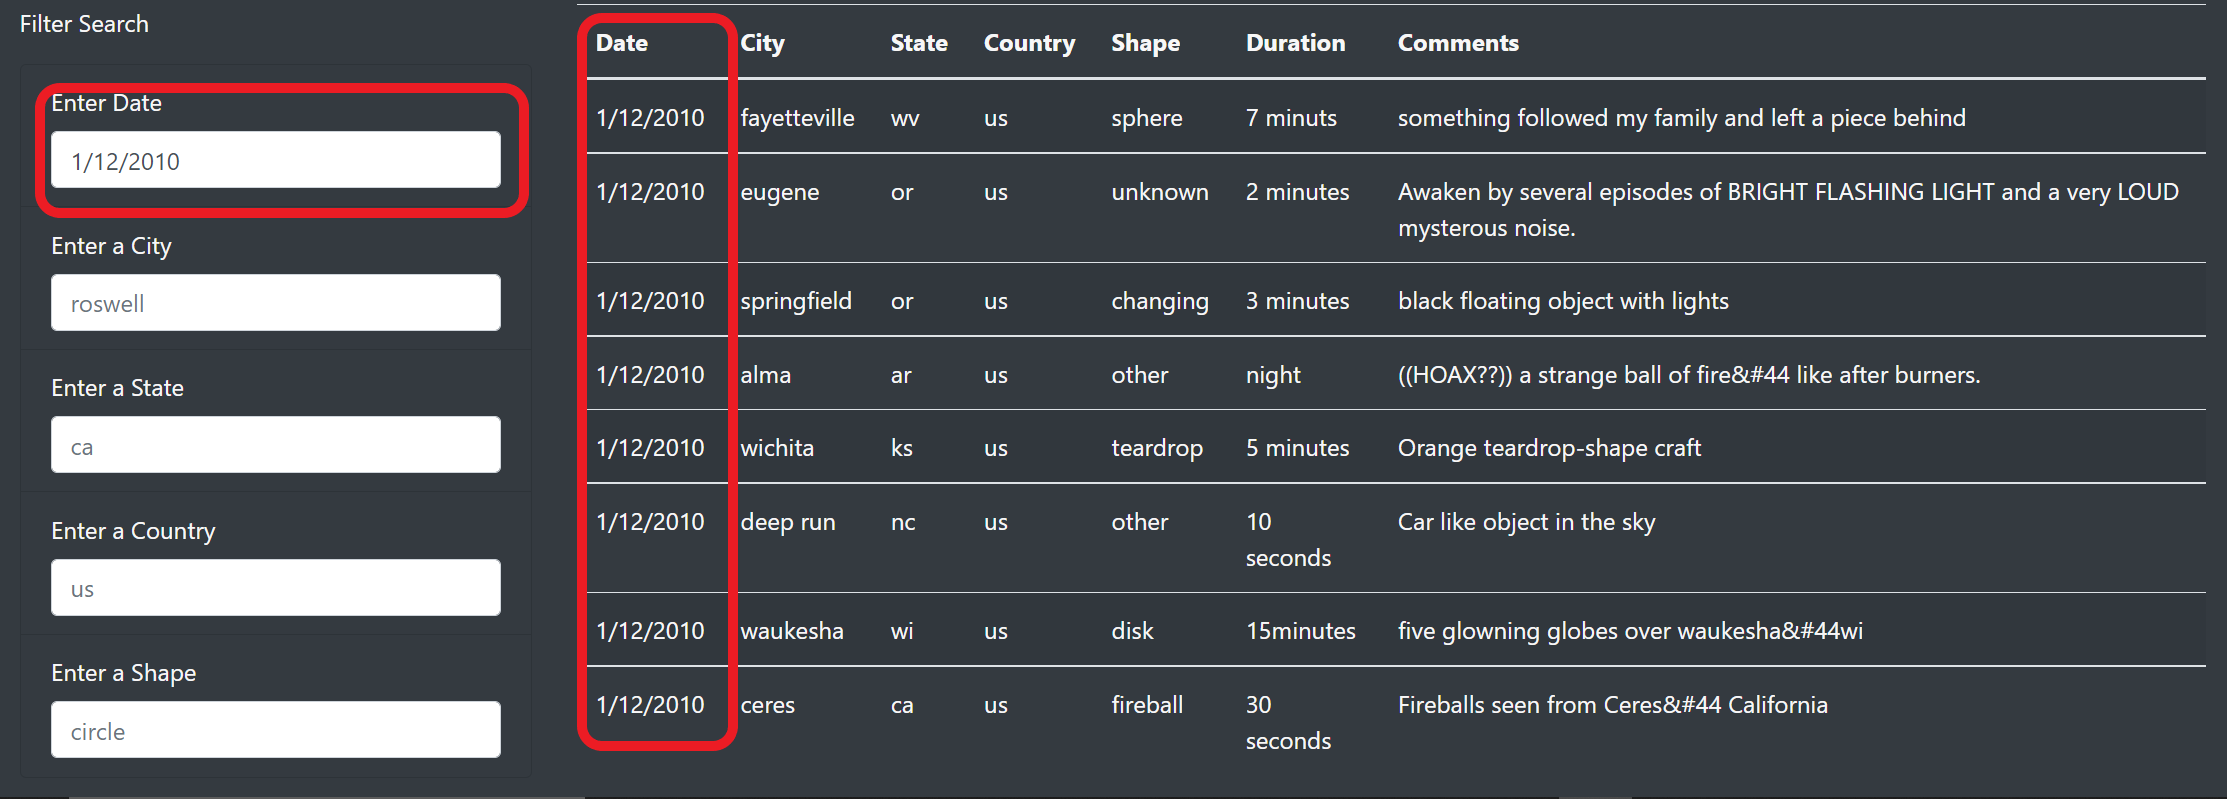 Filter Search
Enter Date
1/12/2010
Enter a City
roswell
Enter a State
ca
Enter a Country
us
Enter a Shape
circle
Date City State Country Shape Duration Comments
1/12/2010 fayetteville wv us sphere 7 minuts something followed my family and left a piece behind
1/12/2010 eugene or us unknown 2 minutes Awaken by several episodes of BRIGHT FLASHING LIGHT and a very LOUD
mysterous noise.
1/12/2010 springfield or us changing 3 minutes black floating object with lights
1/12/2010 alma ar us other night ((HOAX??)) a strange ball of fire&#44 like after burners.
1/12/2010 wichita ks us teardrop 5 minutes Orange teardrop-shape craft
1/12/2010 deep run nc us other 10 Car like object in the sky
seconds
1/12/2010 waukesha wi us disk 15minutes five glowning globes over waukesha&#44wi
1/12/2010 ceres ca us fireball 30 Fireballs seen from Ceres&#44 California
seconds